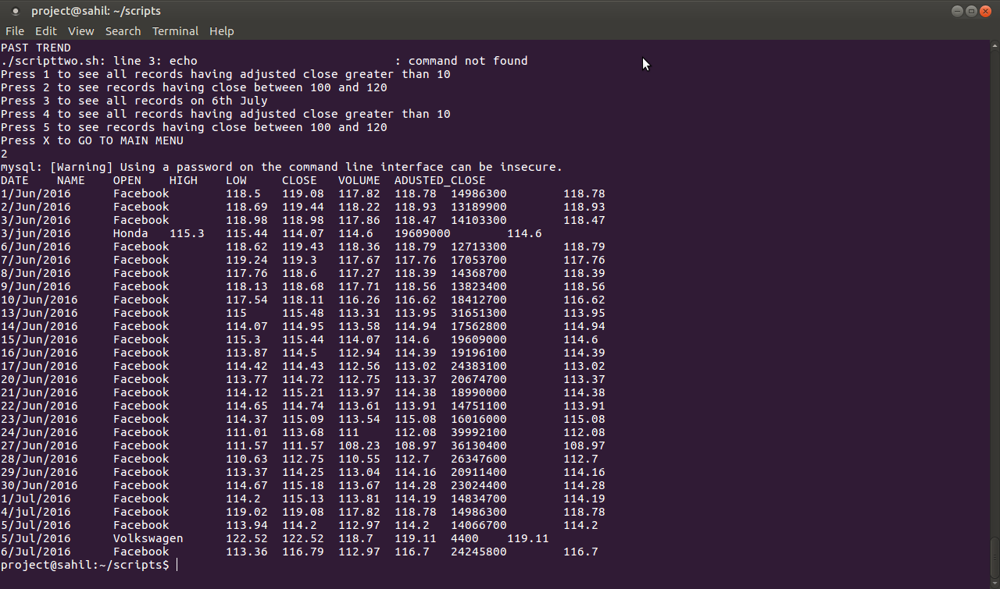 project@sahil: ~/scripts
File Edit View Search Terminal Help
PAST TREND
./scripttwo.sh: line 3: echo                            : command not found
Press 1 to see all records having adjusted close greater than 10
Press 2 to see records having close between 100 and 120
Press 3 to see all records on 6th July
Press 4 to see all records having adjusted close greater than 10
Press 5 to see records having close between 100 and 120
Press X to GO TO MAIN MENU
2
mysql: [Warning] Using a password on the command line interface can be insecure.
DATE    NAME    OPEN    HIGH    LOW     CLOSE   VOLUME  ADUSTED_CLOSE
1/Jun/2016      Facebook        118.5   119.08  117.82  118.78  14986300        118.78
2/Jun/2016      Facebook        118.69  119.44  118.22  118.93  13189900        118.93
3/Jun/2016      Facebook        118.98  118.98  117.86  118.47  14103300        118.47
3/jun/2016      Honda   115.3   115.44  114.07  114.6   19609000        114.6
6/Jun/2016      Facebook        118.62  119.43  118.36  118.79  12713300        118.79
7/Jun/2016      Facebook        119.24  119.3   117.67  117.76  17053700        117.76
8/Jun/2016      Facebook        117.76  118.6   117.27  118.39  14368700        118.39
9/Jun/2016      Facebook        118.13  118.68  117.71  118.56  13823400        118.56
10/Jun/2016     Facebook        117.54  118.11  116.26  116.62  18412700        116.62
13/Jun/2016     Facebook        115     115.48  113.31  113.95  31651300        113.95
14/Jun/2016     Facebook        114.07  114.95  113.58  114.94  17562800        114.94
15/Jun/2016     Facebook        115.3   115.44  114.07  114.6   19609000        114.6
16/Jun/2016     Facebook        113.87  114.5   112.94  114.39  19196100        114.39
17/Jun/2016     Facebook        114.42  114.43  112.56  113.02  24383100        113.02
20/Jun/2016     Facebook        113.77  114.72  112.75  113.37  20674700        113.37
21/Jun/2016     Facebook        114.12  115.21  113.97  114.38  18990000        114.38
22/Jun/2016     Facebook        114.65  114.74  113.61  113.91  14751100        113.91
23/Jun/2016     Facebook        114.37  115.09  113.54  115.08  16016000        115.08
24/Jun/2016     Facebook        111.01  113.68  111     112.08  39992100        112.08
27/Jun/2016     Facebook        111.57  111.57  108.23  108.97  36130400        108.97
28/Jun/2016     Facebook        110.63  112.75  110.55  112.7   26347600        112.7
29/Jun/2016     Facebook        113.37  114.25  113.04  114.16  20911400        114.16
30/Jun/2016     Facebook        114.67  115.18  113.67  114.28  23024400        114.28
1/Jul/2016      Facebook        114.2   115.13  113.81  114.19  14834700        114.19
4/jul/2016      Facebook        119.02  119.08  117.82  118.78  14986300        118.78
5/Jul/2016      Facebook        113.94  114.2   112.97  114.2   14066700        114.2
5/Jul/2016      Volkswagen      122.52  122.52  118.7   119.11  4400    119.11
6/Jul/2016      Facebook        113.36  116.79  112.97  116.7   24245800        116.7
project@sahil:~/scripts$